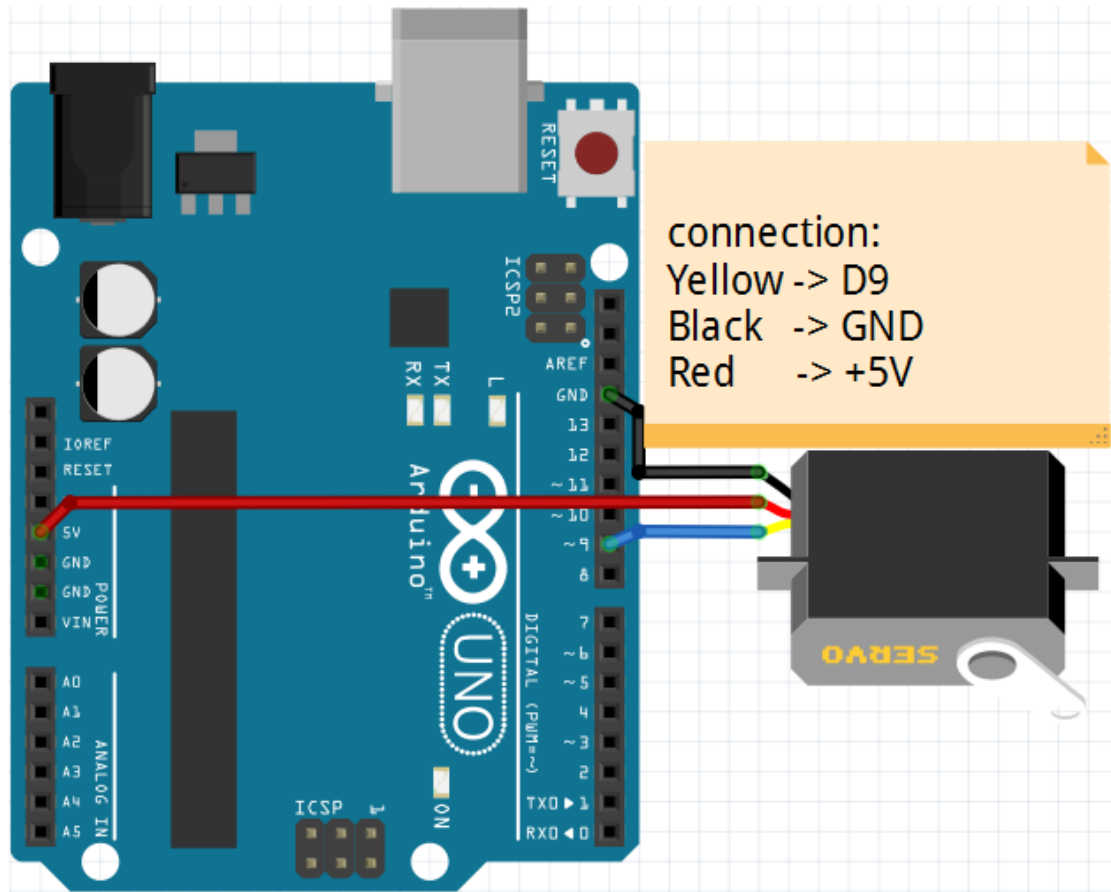 RESET
connection:
Yellow -> D9
Black -> GND
Red -> +5V
ICSP2
AREF
GND
13
12
~11
~10
~9
8
7
~6
~5
4
~3
2
TX0▶1
RX0◀0
RX
TX
L
IOREF
RESET
5V
GND
GND
VIN
POWER
A0
A1
A2
A3
A4
A5
ANALOG IN
Arduino™
UNO
DIGITAL (PWM=~)
ICSP
1
ON
SERVO